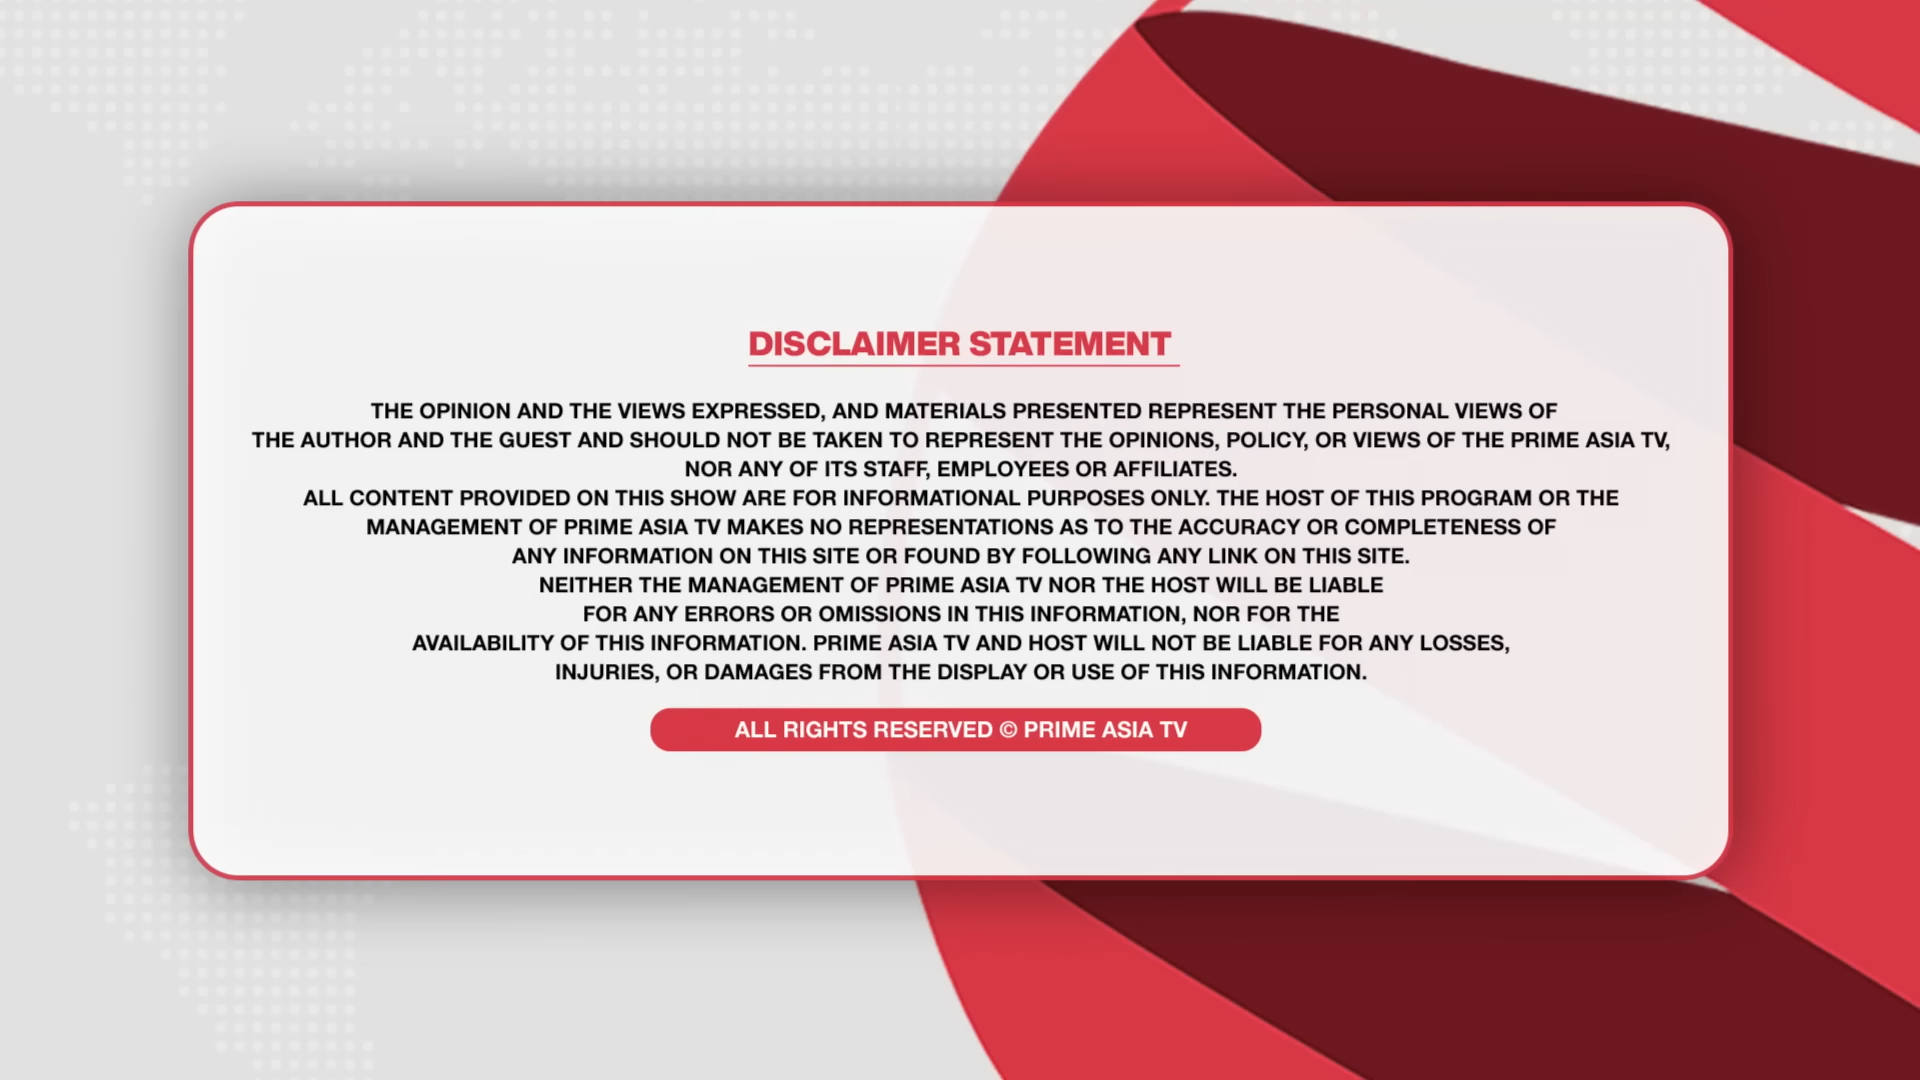 DISCLAIMER STATEMENT
THE OPINION AND THE VIEWS EXPRESSED, AND MATERIALS PRESENTED REPRESENT THE PERSONAL VIEWS OF
THE AUTHOR AND THE GUEST AND SHOULD NOT BE TAKEN TO REPRESENT THE OPINIONS, POLICY, OR VIEWS OF THE PRIME ASIA TV,
NOR ANY OF ITS STAFF, EMPLOYEES OR AFFILIATES.
ALL CONTENT PROVIDED ON THIS SHOW ARE FOR INFORMATIONAL PURPOSES ONLY. THE HOST OF THIS PROGRAM OR THE
MANAGEMENT OF PRIME ASIA TV MAKES NO REPRESENTATIONS AS TO THE ACCURACY OR COMPLETENESS OF
ANY INFORMATION ON THIS SITE OR FOUND BY FOLLOWING ANY LINK ON THIS SITE.
NEITHER THE MANAGEMENT OF PRIME ASIA TV NOR THE HOST WILL BE LIABLE
FOR ANY ERRORS OR OMISSIONS IN THIS INFORMATION, NOR FOR THE
AVAILABILITY OF THIS INFORMATION. PRIME ASIA TV AND HOST WILL NOT BE LIABLE FOR ANY LOSSES,
INJURIES, OR DAMAGES FROM THE DISPLAY OR USE OF THIS INFORMATION.
ALL RIGHTS RESERVED © PRIME ASIA TV